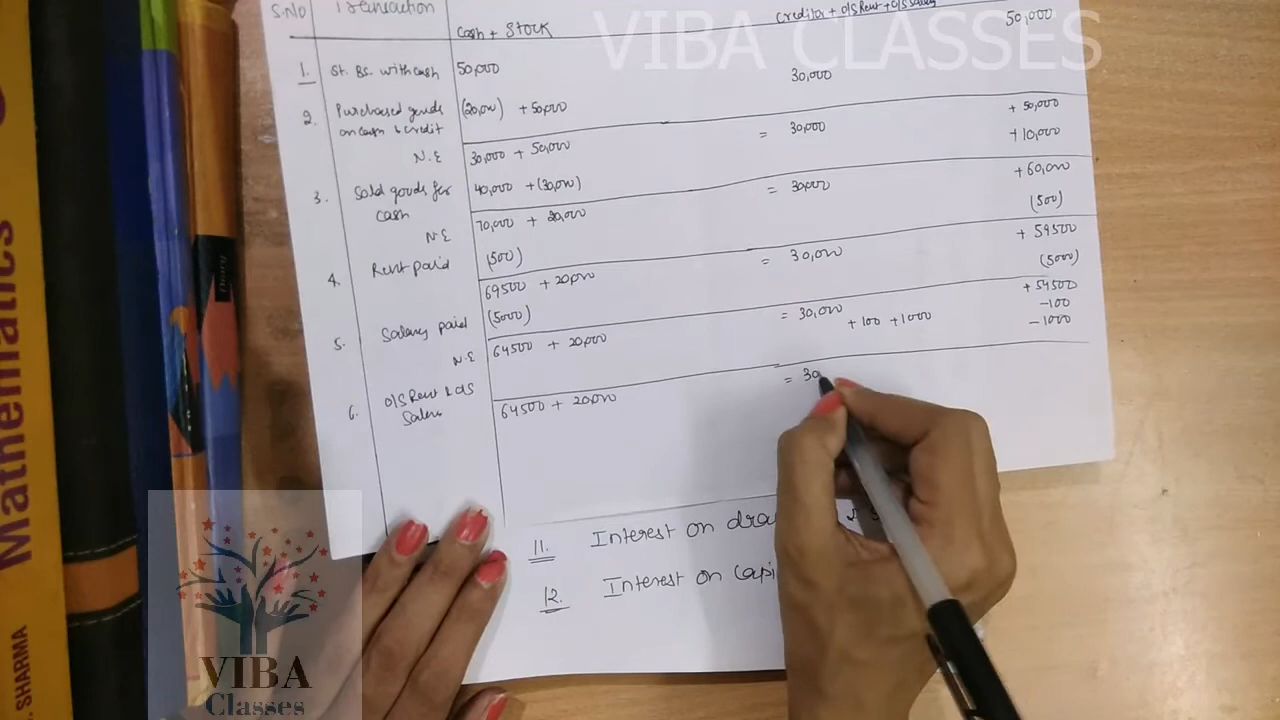 S.No Transaction Cash + Stock Creditor + O/S Rent + O/S Salary
VIBA CLASSES
50,000
1. St. Bs. with cash 50,000
30,000
2. Purchased goods on cash & credit (20,000) + 50,000
+ 50,000
N.E 30,000 + 50,000 = 30,000
+10,000
3. Sold goods for cash 40,000 + (30,000)
+60,000
N.E 70,000 + 20,000 = 30,000
(500)
4. Rent paid (500)
+ 59500
69500 + 20,000 = 30,000
(5000)
5. Salary paid (5000)
+ 54500
N.E 64500 + 20,000 = 30,000
-100
+100 +1000 -1000
6. O/S Rent & O/S Salary
64500 + 20,000 = 30
11. Interest on
12. Interest on
Mathematics
. SHARMA
Diary
VIBA
Classes